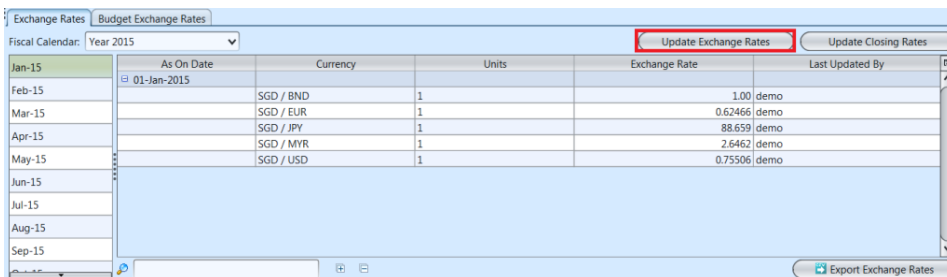 Exchange Rates Budget Exchange Rates
Fiscal Calendar: Year 2015 Update Exchange Rates Update Closing Rates
Jan-15 As On Date Currency Units Exchange Rate Last Updated By
01-Jan-2015
Feb-15
SGD / BND 1 1.00 demo
Mar-15 SGD / EUR 1 0.62466 demo
SGD / JPY 1 88.659 demo
Apr-15
SGD / MYR 1 2.6462 demo
May-15 SGD / USD 1 0.75506 demo
Jun-15
Jul-15
Aug-15
Sep-15
Export Exchange Rates